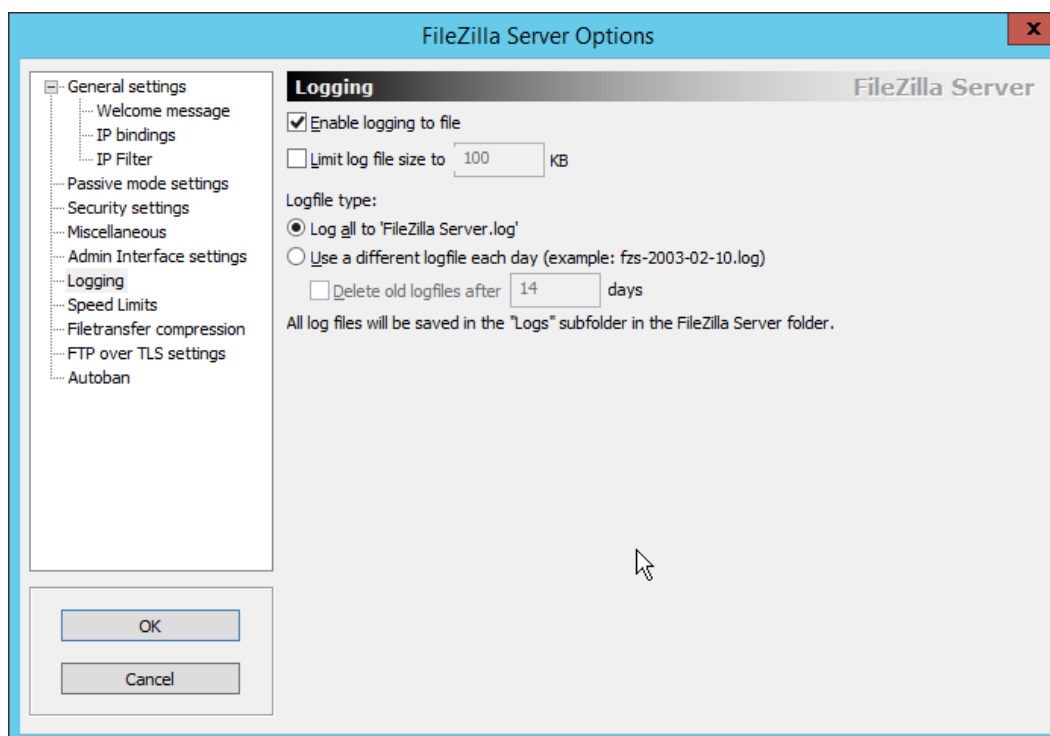 FileZilla Server Options
x
General settings
Welcome message
IP bindings
IP Filter
Passive mode settings
Security settings
Miscellaneous
Admin Interface settings
Logging
Speed Limits
Filetransfer compression
FTP over TLS settings
Autoban
OK
Cancel
Logging FileZilla Server
Enable logging to file
Limit log file size to 100 KB
Logfile type:
Log all to 'FileZilla Server.log'
Use a different logfile each day (example: fzs-2003-02-10.log)
Delete old logfiles after 14 days
All log files will be saved in the "Logs" subfolder in the FileZilla Server folder.